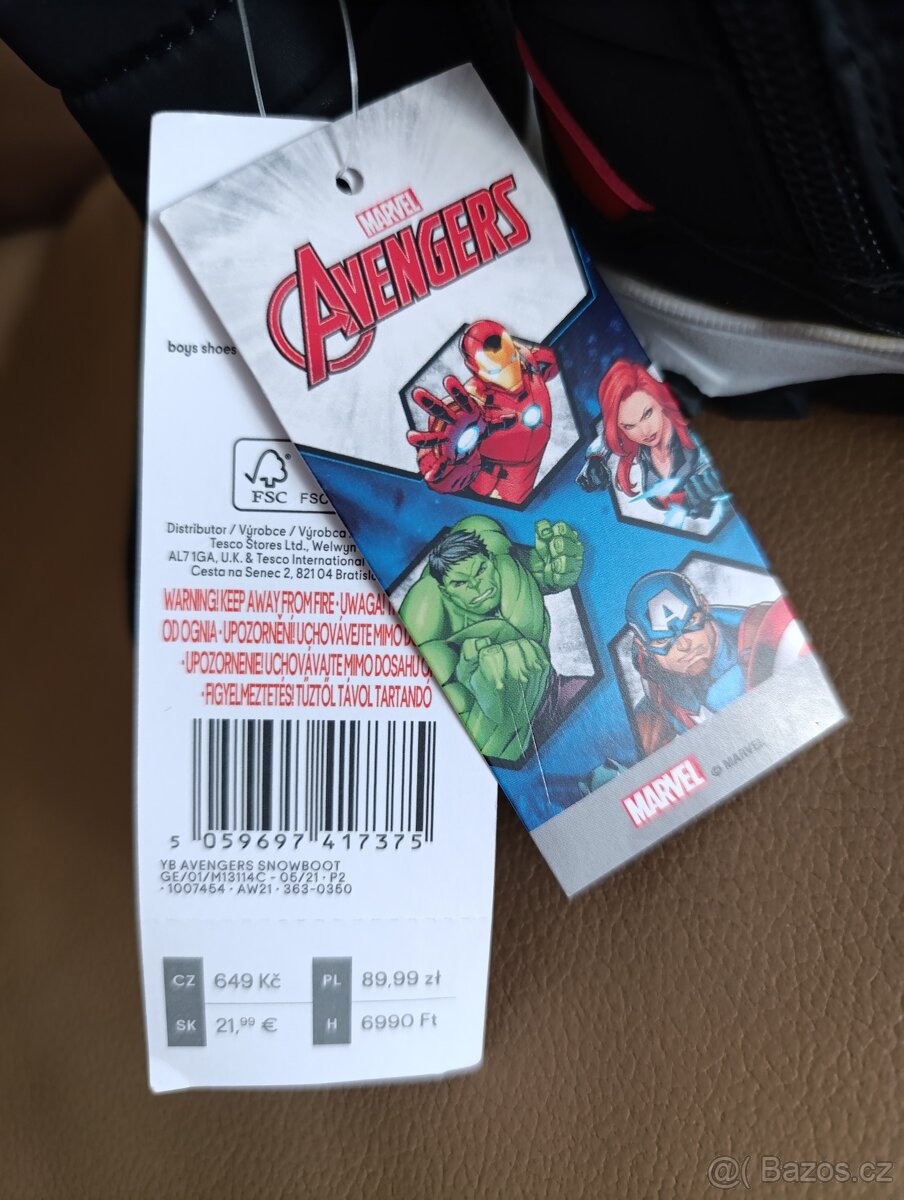 MARVEL
AVENGERS
boys shoes
FSC
FSC
Distributor / Výrobce / Výrobca
Tesco Stores Ltd., Welwyn
AL7 1GA, U.K. & Tesco International
Cesta na Senec 2, 821 04 Bratisla
WARNING! KEEP AWAY FROM FIRE · UWAGA!
OD OGNIA · UPOZORNĚNÍ! UCHOVÁVEJTE MIMO
· UPOZORNENIE! UCHOVÁVAJTE MIMO DOSAHU
· FIGYELMEZTETÉS! TŰZTŐL TÁVOL TARTANDÓ
5 059697 417375
YB AVENGERS SNOWBOOT
GE/01/M13114C - 05/21 · P2
· 1007454 · AW21 · 363-0350
CZ 649 Kč PL 89,99 zł
SK 21,99 € H 6990 Ft
A
MARVEL © MARVEL
@( Bazoš.cz